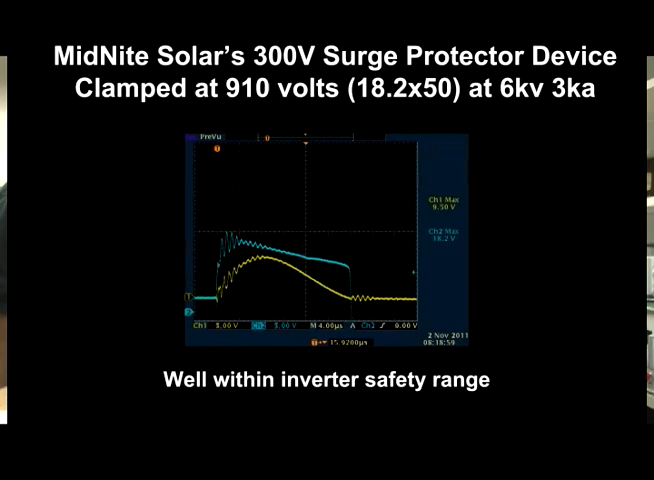 MidNite Solar's 300V Surge Protector Device
Clamped at 910 volts (18.2x50) at 6kv 3ka
PreVu
Ch1 Max
9.50 V
Ch2 Max
18.2 V
Ch1 5.00 V Ch2 5.00 V M 4.00µs A Ch2 0.00 V
15.9200µs
2 Nov 2011
08:18:59
Well within inverter safety range